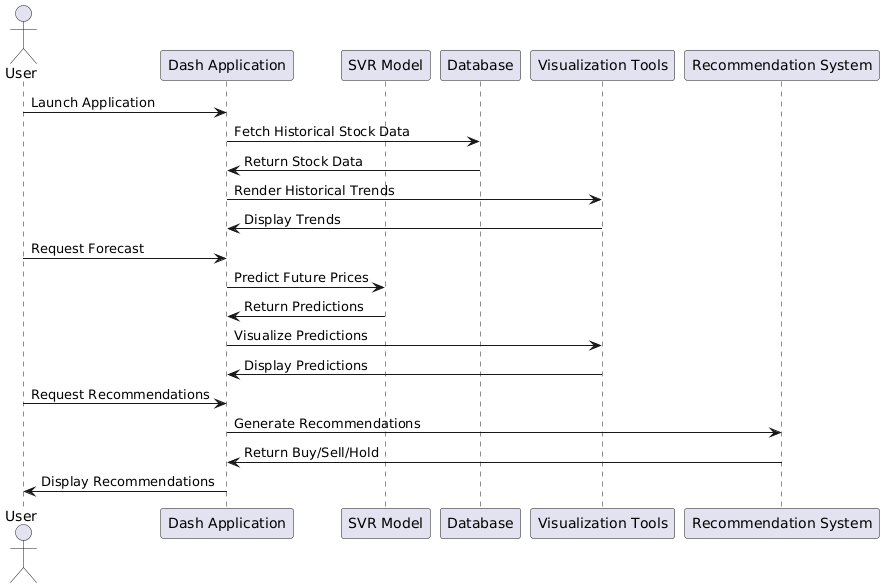 User
Dash Application
SVR Model
Database
Visualization Tools
Recommendation System
Launch Application
Fetch Historical Stock Data
Return Stock Data
Render Historical Trends
Display Trends
Request Forecast
Predict Future Prices
Return Predictions
Visualize Predictions
Display Predictions
Request Recommendations
Generate Recommendations
Return Buy/Sell/Hold
Display Recommendations
User
Dash Application
SVR Model
Database
Visualization Tools
Recommendation System